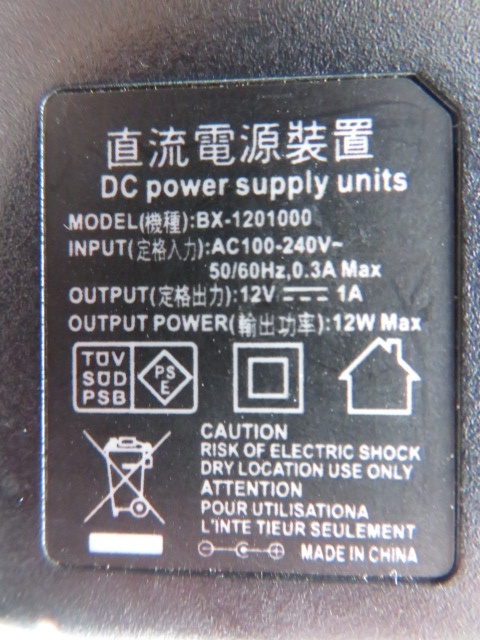 直流電源装置
DC power supply units
MODEL(機種):BX-1201000
INPUT(定格入力):AC100-240V~
50/60Hz,0.3A Max
OUTPUT(定格出力):12V ⎓ 1A
OUTPUT POWER(輸出功率):12W Max
TÜV
SÜD
PSB
PS
E
CAUTION
RISK OF ELECTRIC SHOCK
DRY LOCATION USE ONLY
ATTENTION
POUR UTILISATIONA
L'INTE TIEUR SEULEMENT
MADE IN CHINA